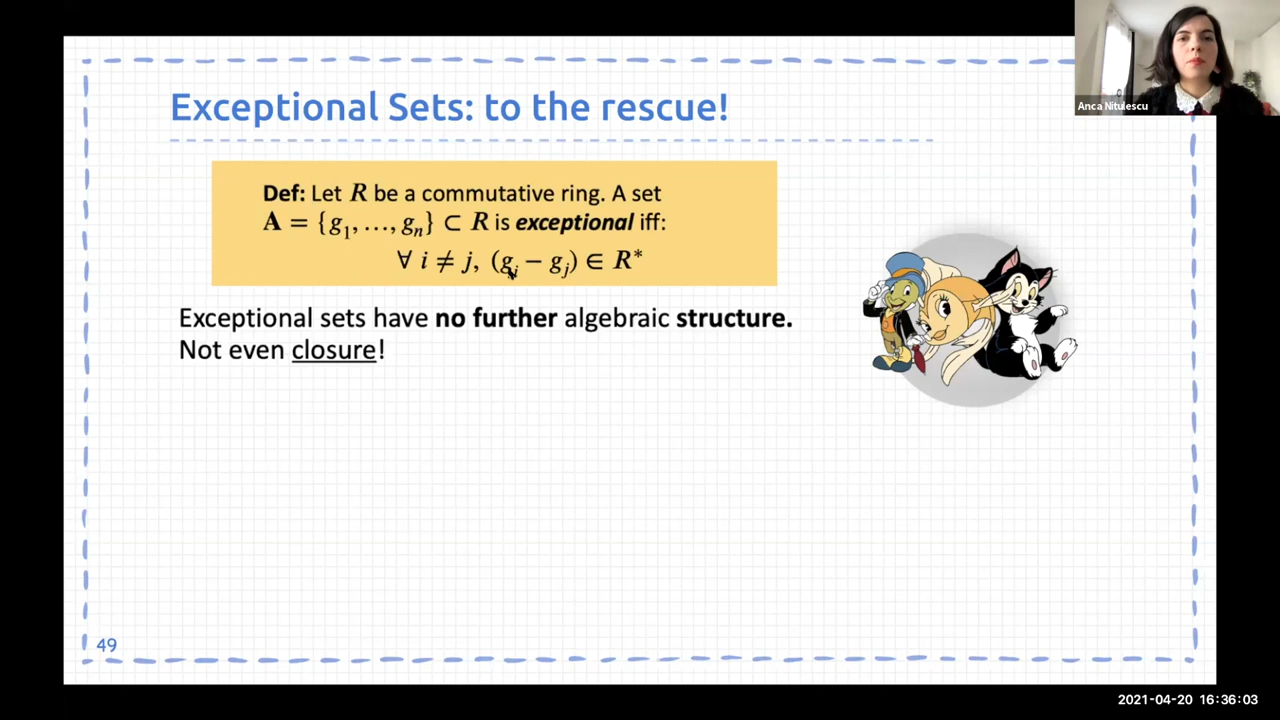 Anca Nitulescu
Exceptional Sets: to the rescue!
Def: Let R be a commutative ring. A set
A = {g₁, …, gₙ} ⊂ R is exceptional iff:
∀ i ≠ j, (gᵢ − gⱼ) ∈ R*
Exceptional sets have no further algebraic structure.
Not even closure!
49
2021-04-20 16:36:03